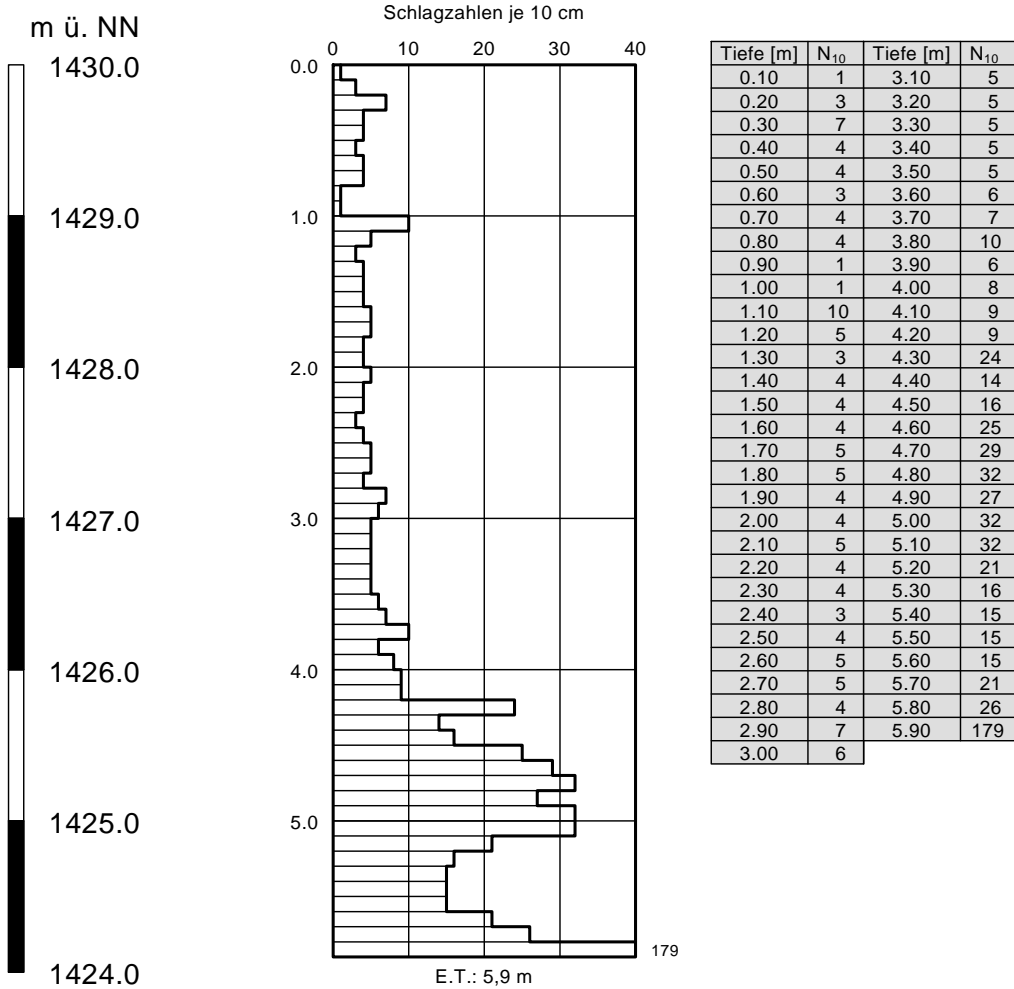 Schlagzahlen je 10 cm
m ü. NN
0 10 20 30 40
1430.0
1429.0
1428.0
1427.0
1426.0
1425.0
1424.0
0.0
1.0
2.0
3.0
4.0
5.0
179
E.T.: 5,9 m
Tiefe [m] N₁₀ Tiefe [m] N₁₀
0.10 1 3.10 5
0.20 3 3.20 5
0.30 7 3.30 5
0.40 4 3.40 5
0.50 4 3.50 5
0.60 3 3.60 6
0.70 4 3.70 7
0.80 4 3.80 10
0.90 1 3.90 6
1.00 1 4.00 8
1.10 10 4.10 9
1.20 5 4.20 9
1.30 3 4.30 24
1.40 4 4.40 14
1.50 4 4.50 16
1.60 4 4.60 25
1.70 5 4.70 29
1.80 5 4.80 32
1.90 4 4.90 27
2.00 4 5.00 32
2.10 5 5.10 32
2.20 4 5.20 21
2.30 4 5.30 16
2.40 3 5.40 15
2.50 4 5.50 15
2.60 5 5.60 15
2.70 5 5.70 21
2.80 4 5.80 26
2.90 7 5.90 179
3.00 6